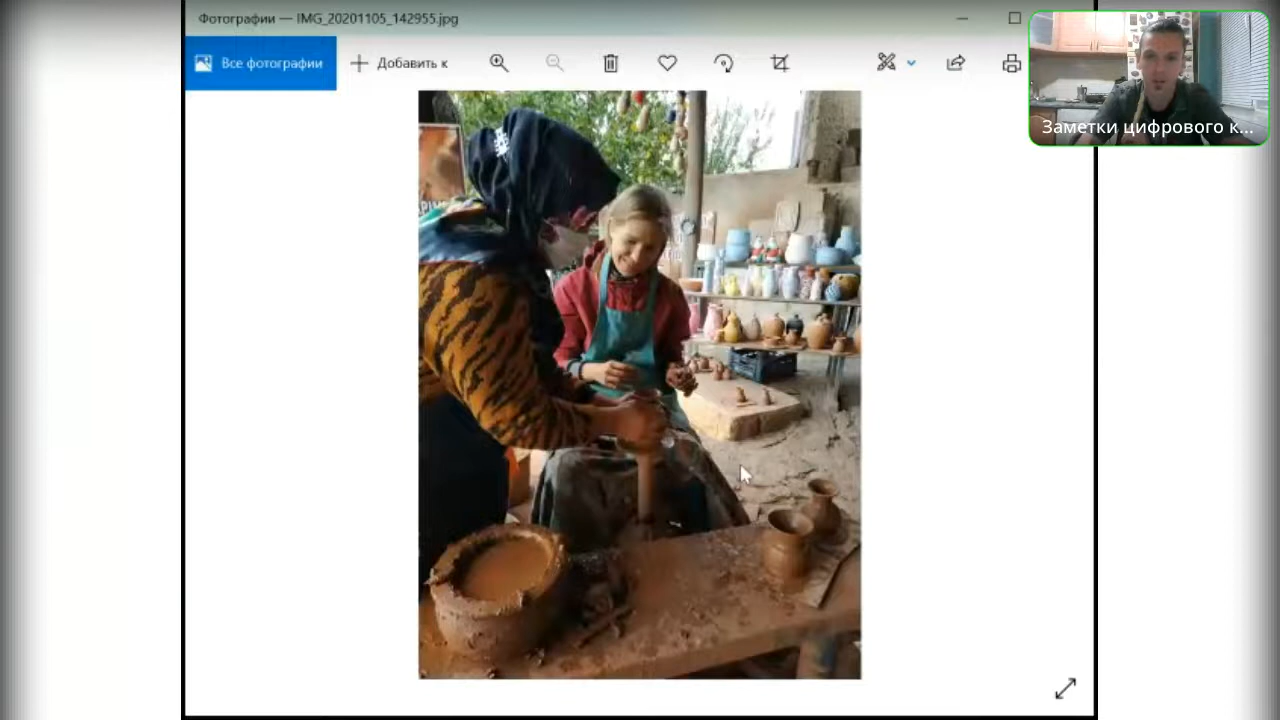 Фотографии — IMG_20201105_142955.jpg
Все фотографии
Добавить к
Заметки цифрового к...